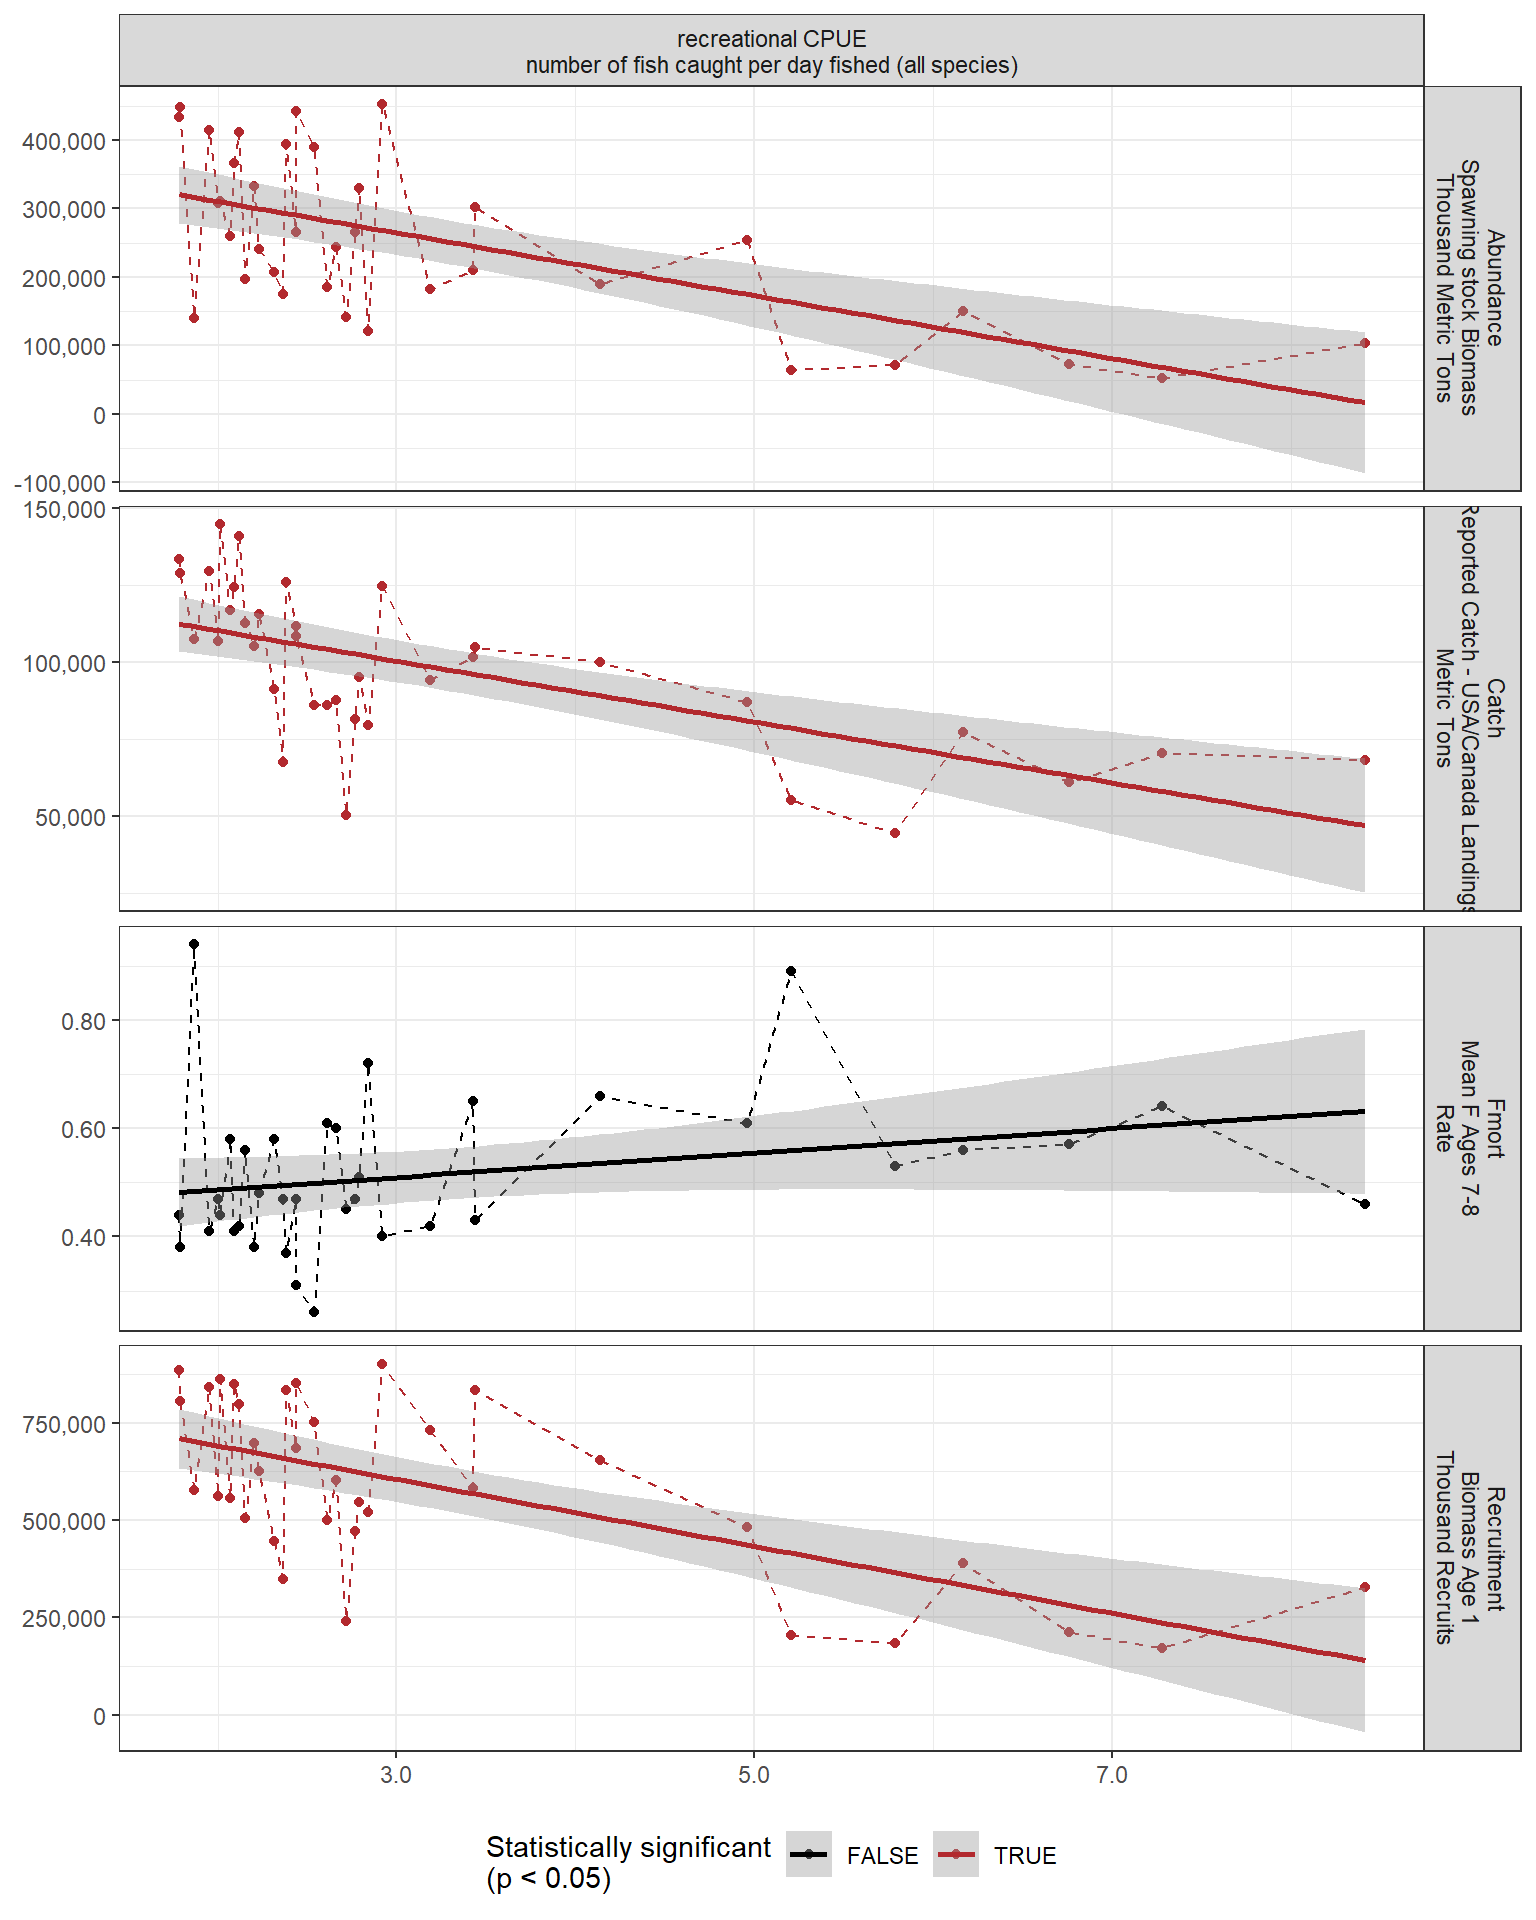 recreational CPUE
number of fish caught per day fished (all species)
400,000
300,000
200,000
100,000
0
-100,000
Abundance
Spawning stock Biomass
Thousand Metric Tons
150,000
100,000
50,000
Catch
Reported Catch - USA/Canada Landings
Metric Tons
0.80
0.60
0.40
Fmort
Mean F Ages 7-8
Rate
750,000
500,000
250,000
0
Recruitment
Biomass Age 1
Thousand Recruits
3.0
5.0
7.0
Statistically significant
(p < 0.05)
FALSE
TRUE